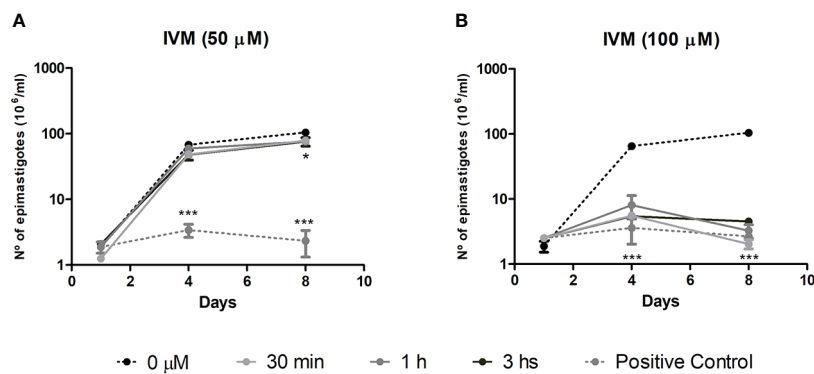 A
IVM (50 µM)
Nº of epimastigotes (10⁶/ml)
1000
100
10
1
0 2 4 6 8 10
Days
***
***
*
B
IVM (100 µM)
Nº of epimastigotes (10⁶/ml)
1000
100
10
1
0 2 4 6 8 10
Days
***
***
0 µM 30 min 1 h 3 hs Positive Control